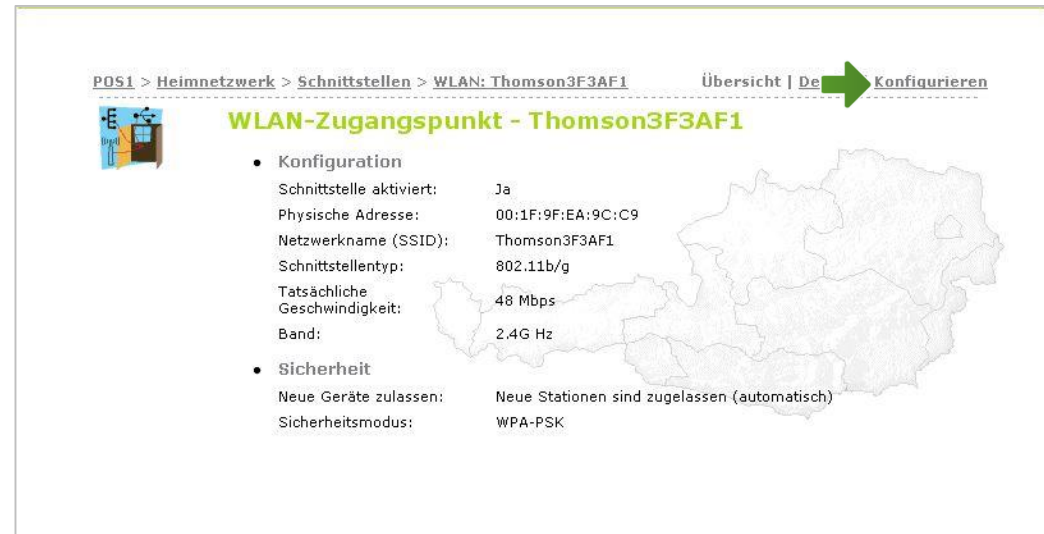 POS1 > Heimnetzwerk > Schnittstellen > WLAN: Thomson3F3AF1 Übersicht | De Konfigurieren
WLAN-Zugangspunkt - Thomson3F3AF1
Konfiguration
Schnittstelle aktiviert: Ja
Physische Adresse: 00:1F:9F:EA:9C:C9
Netzwerkname (SSID): Thomson3F3AF1
Schnittstellentyp: 802.11b/g
Tatsächliche
Geschwindigkeit: 48 Mbps
Band: 2.4G Hz
Sicherheit
Neue Geräte zulassen: Neue Stationen sind zugelassen (automatisch)
Sicherheitsmodus: WPA-PSK